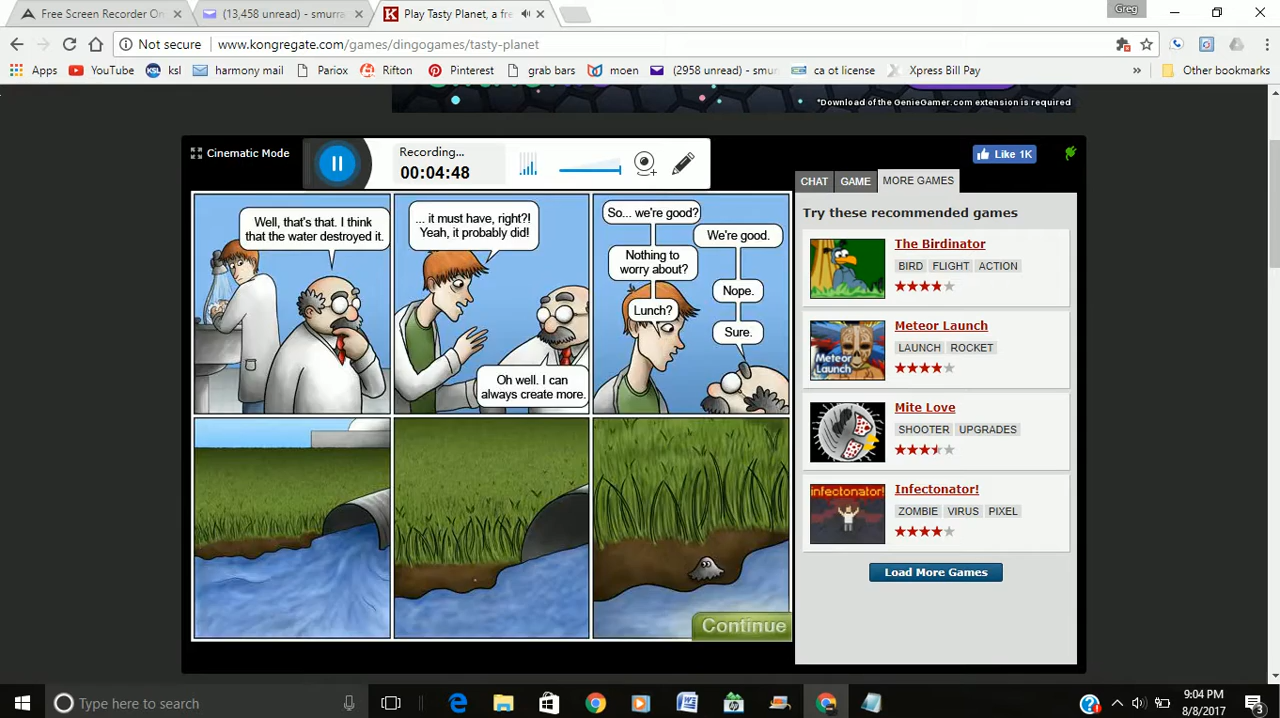 Free Screen Recorder On
(13,458 unread) - smurra
Play Tasty Planet, a fre
Greg
Not secure
www.kongregate.com/games/dingogames/tasty-planet
Apps
YouTube
ksl
harmony mail
Pariox
Rifton
Pinterest
grab bars
moen
(2958 unread) - smur
ca ot license
Xpress Bill Pay
»
Other bookmarks
*Download of the GenieGamer.com extension is required
Cinematic Mode
Recording...
00:04:48
Like 1K
CHAT
GAME
MORE GAMES
Well, that's that. I think
that the water destroyed it.
... it must have, right?!
Yeah, it probably did!
Oh well. I can
always create more.
So... we're good?
We're good.
Nothing to
worry about?
Nope.
Lunch?
Sure.
Continue
Try these recommended games
The Birdinator
BIRD FLIGHT ACTION
Meteor Launch
LAUNCH ROCKET
Meteor
Launch
Mite Love
SHOOTER UPGRADES
Infectonator!
infectonator!
ZOMBIE VIRUS PIXEL
Load More Games
Type here to search
9:04 PM
8/8/2017
3